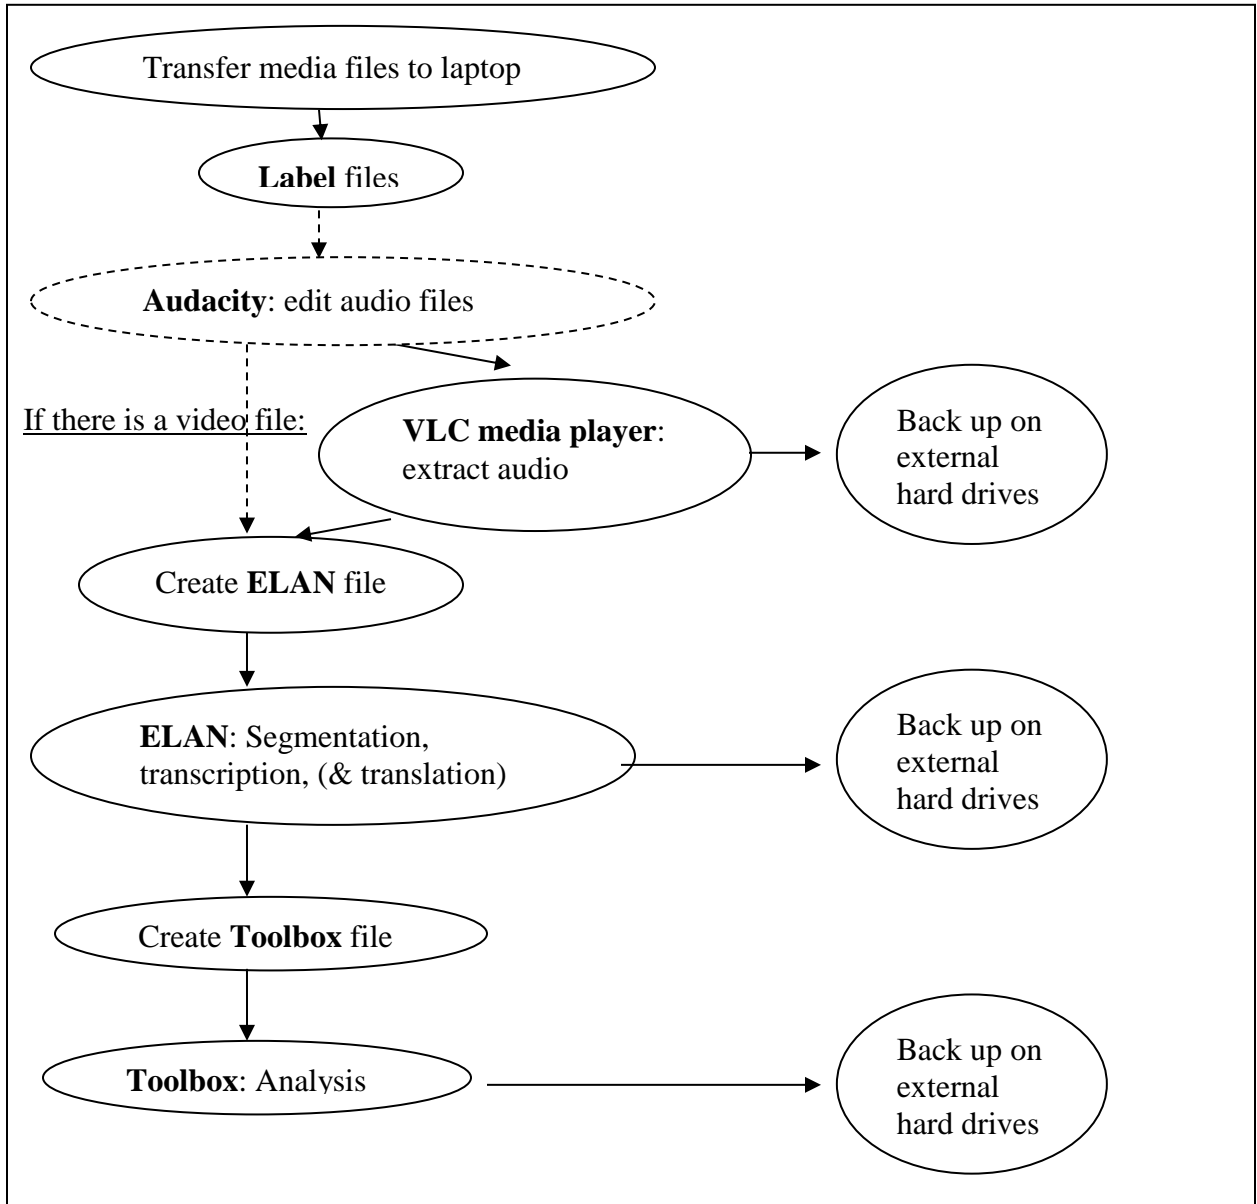 Transfer media files to laptop
Label files
Audacity: edit audio files
If there is a video file:
VLC media player:
extract audio
Back up on
external
hard drives
Create ELAN file
ELAN: Segmentation,
transcription, (& translation)
Back up on
external
hard drives
Create Toolbox file
Toolbox: Analysis
Back up on
external
hard drives